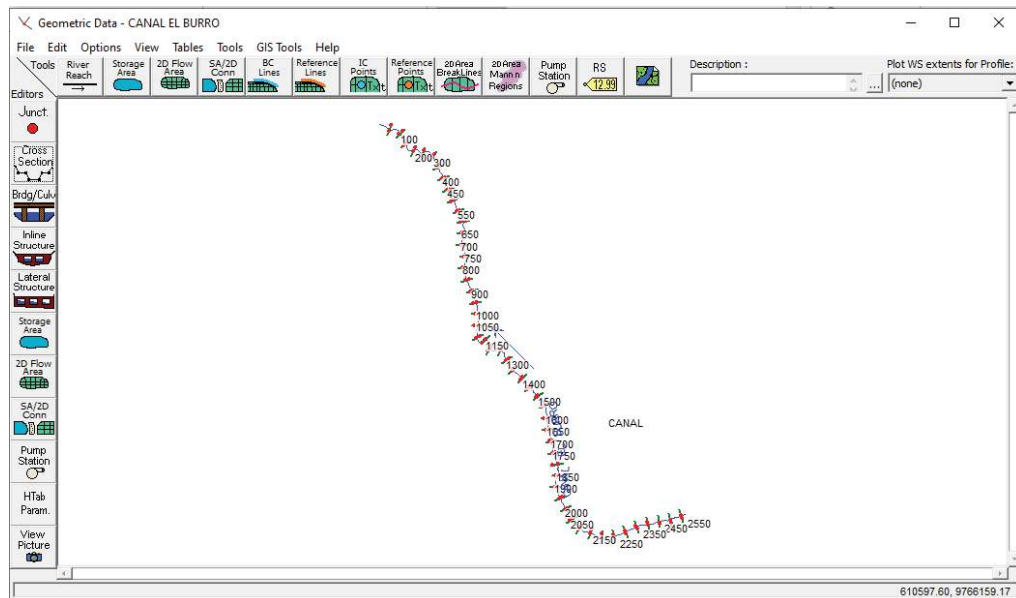 Geometric Data - CANAL EL BURRO
File Edit Options View Tables Tools GIS Tools Help
Tools
Editors
River
Reach
Storage
Area
2D Flow
Area
SA/2D
Conn
BC
Lines
Reference
Lines
IC
Points
Reference
Points
2D Area
BreakLines
2D Area
Mann n
Regions
Pump
Station
RS
12.99
Description :
...
Plot WS extents for Profile:
(none)
Junct.
Cross
Section
Brdg/Culv
Inline
Structure
Lateral
Structure
Storage
Area
2D Flow
Area
SA/2D
Conn
Pump
Station
HTab
Param.
View
Picture
100
200
300
400
450
550
650
700
750
800
900
1000
1050
1150
1300
1400
1500
1600
1650
1700
1750
1850
1900
2000
2050
2150
2250
2350
2450
2550
CANAL
610597.60, 9766159.17